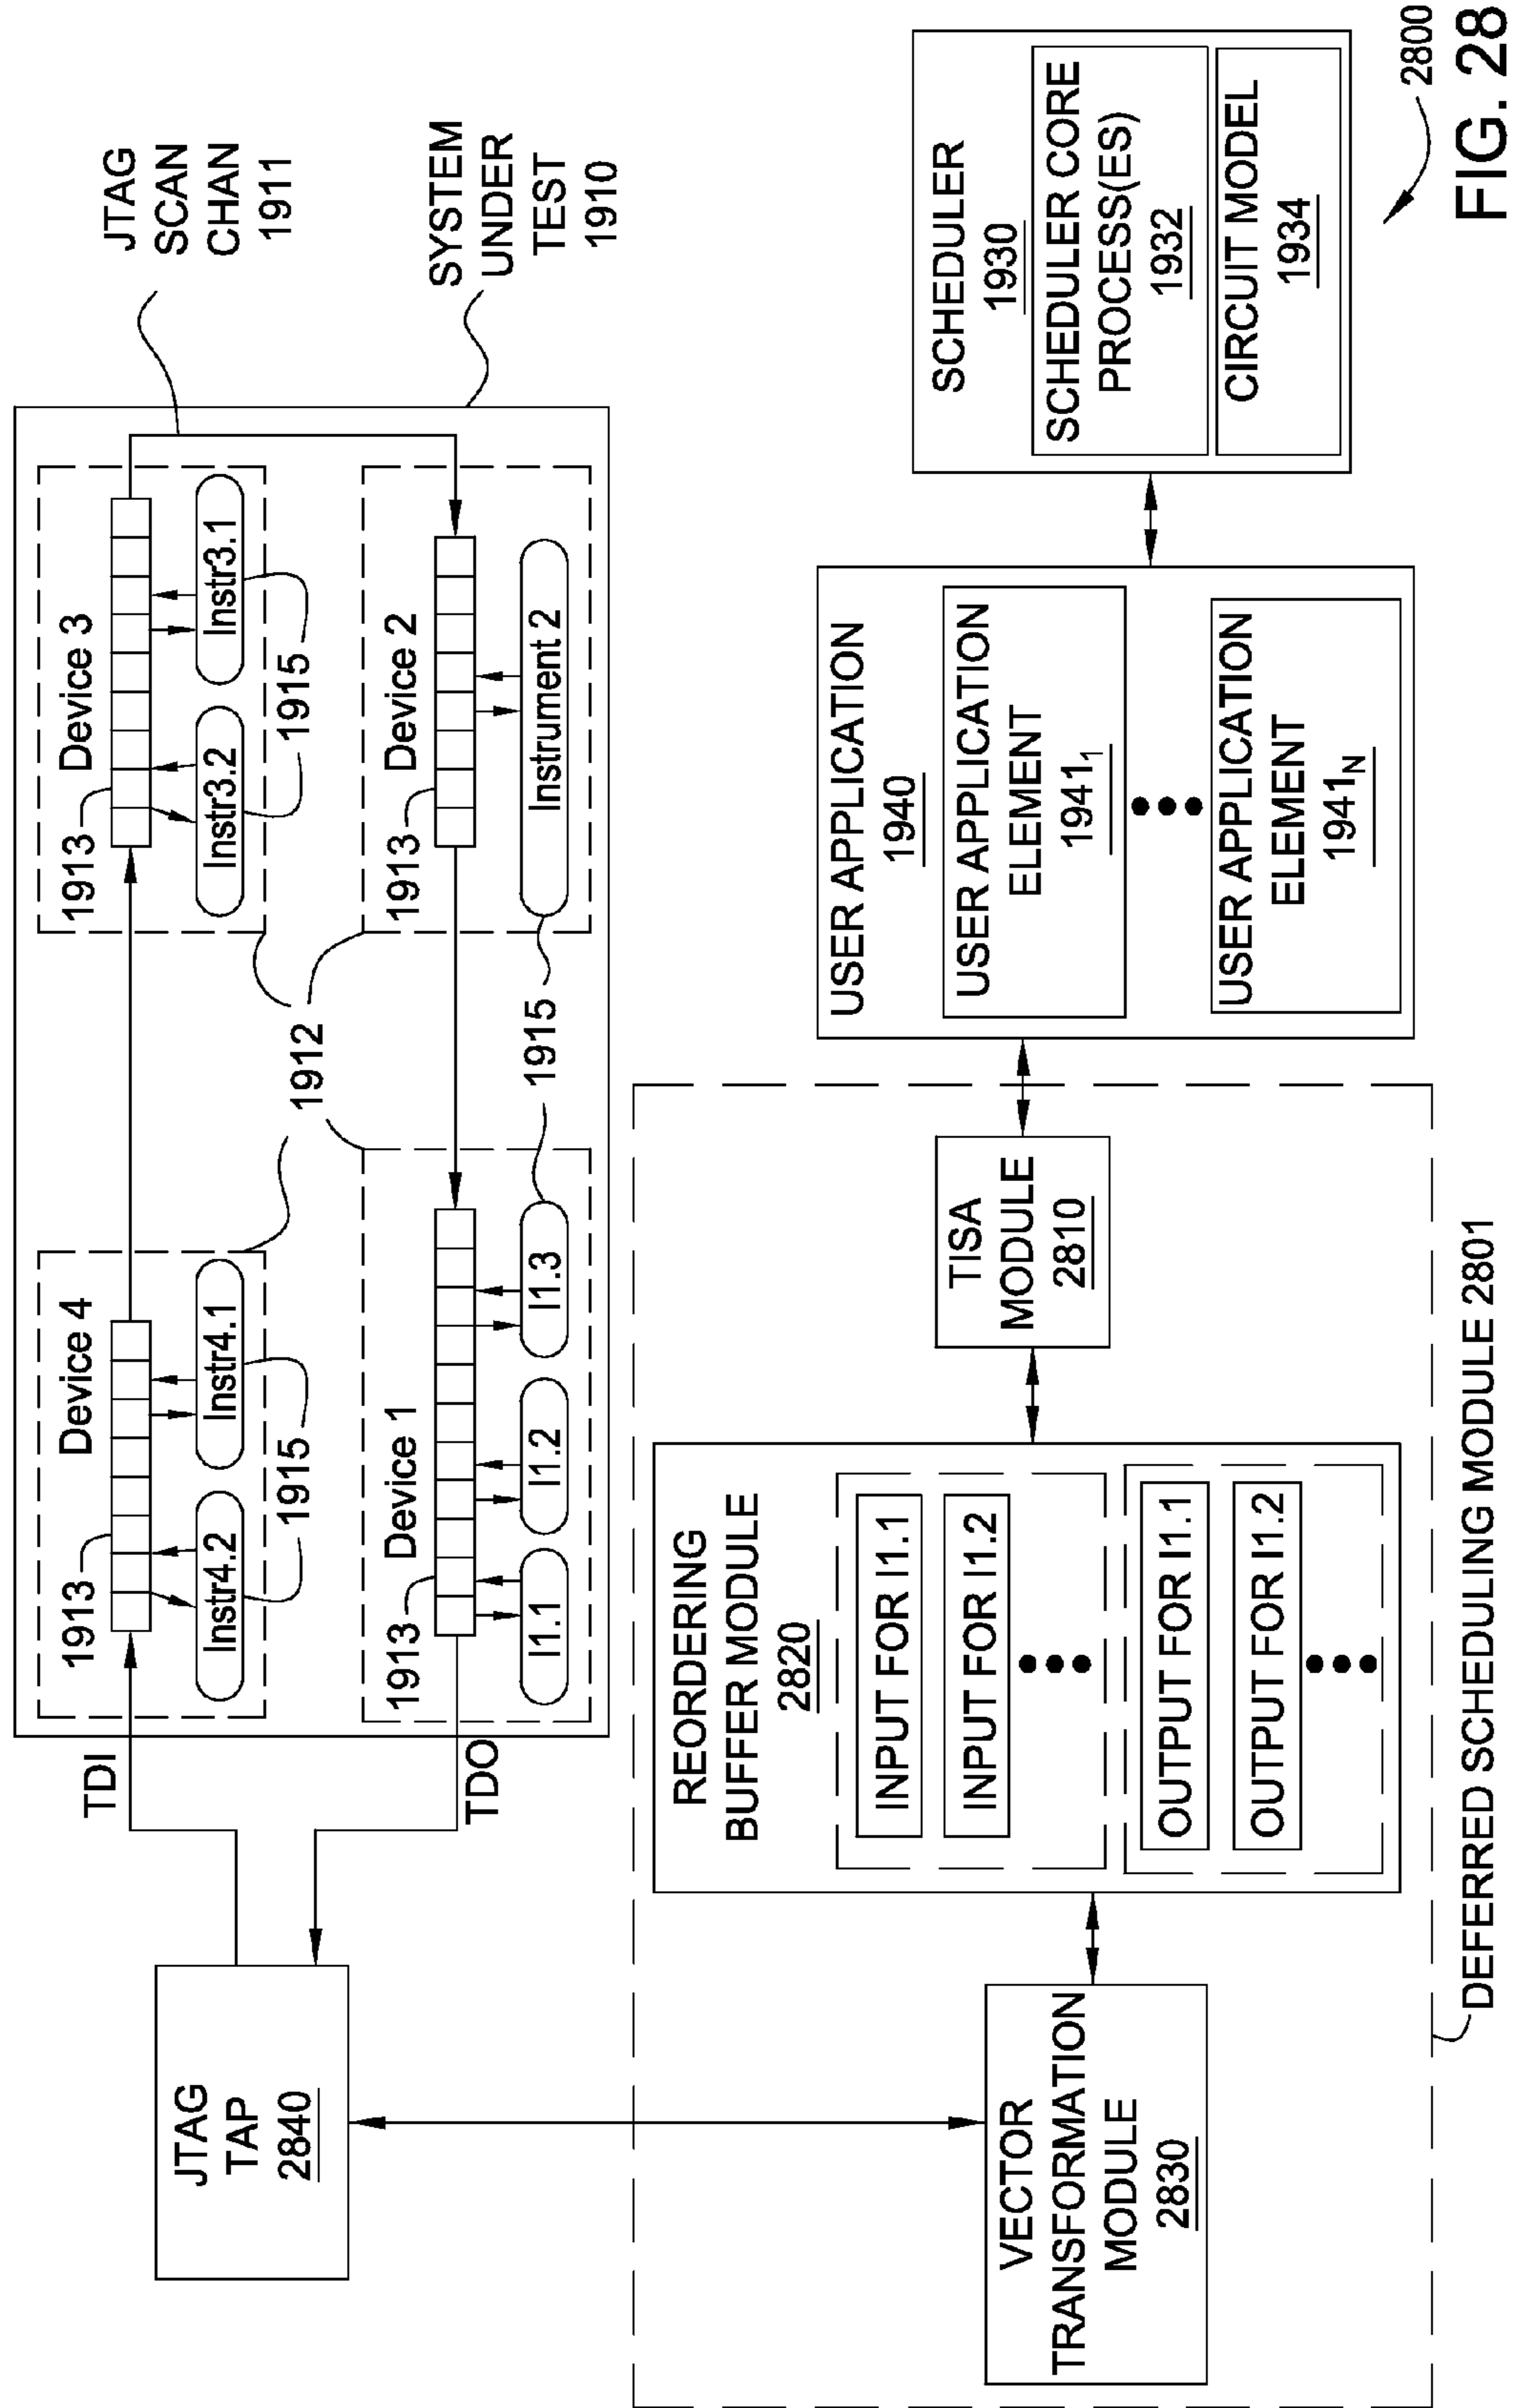 JTAG
TAP
2840
TDI
TDO
1913
Device 4
Instr4.2
Instr4.1
1915
1913
Device 3
Instr3.2
Instr3.1
1915
1912
1913
Device 1
I1.1
I1.2
I1.3
1915
1913
Device 2
Instrument 2
JTAG
SCAN
CHAN
1911
SYSTEM
UNDER
TEST
1910
VECTOR
TRANSFORMATION
MODULE
2830
REORDERING
BUFFER MODULE
2820
INPUT FOR I1.1
INPUT FOR I1.2
OUTPUT FOR I1.1
OUTPUT FOR I1.2
TISA
MODULE
2810
DEFERRED SCHEDULING MODULE 2801
USER APPLICATION
1940
USER APPLICATION
ELEMENT
1941₁
USER APPLICATION
ELEMENT
1941N
SCHEDULER
1930
SCHEDULER CORE
PROCESS(ES)
1932
CIRCUIT MODEL
1934
2800
FIG. 28